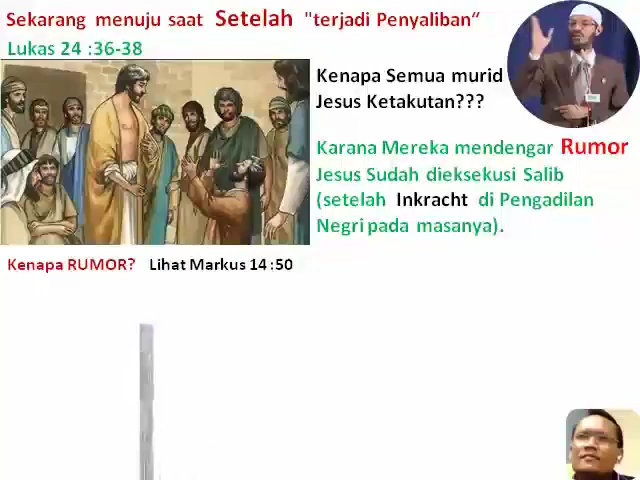 Sekarang menuju saat Setelah "terjadi Penyaliban“
Lukas 24 :36-38
Kenapa Semua murid
Jesus Ketakutan???
Karana Mereka mendengar Rumor
Jesus Sudah dieksekusi Salib
(setelah Inkracht di Pengadilan
Negri pada masanya).
Kenapa RUMOR? Lihat Markus 14 :50